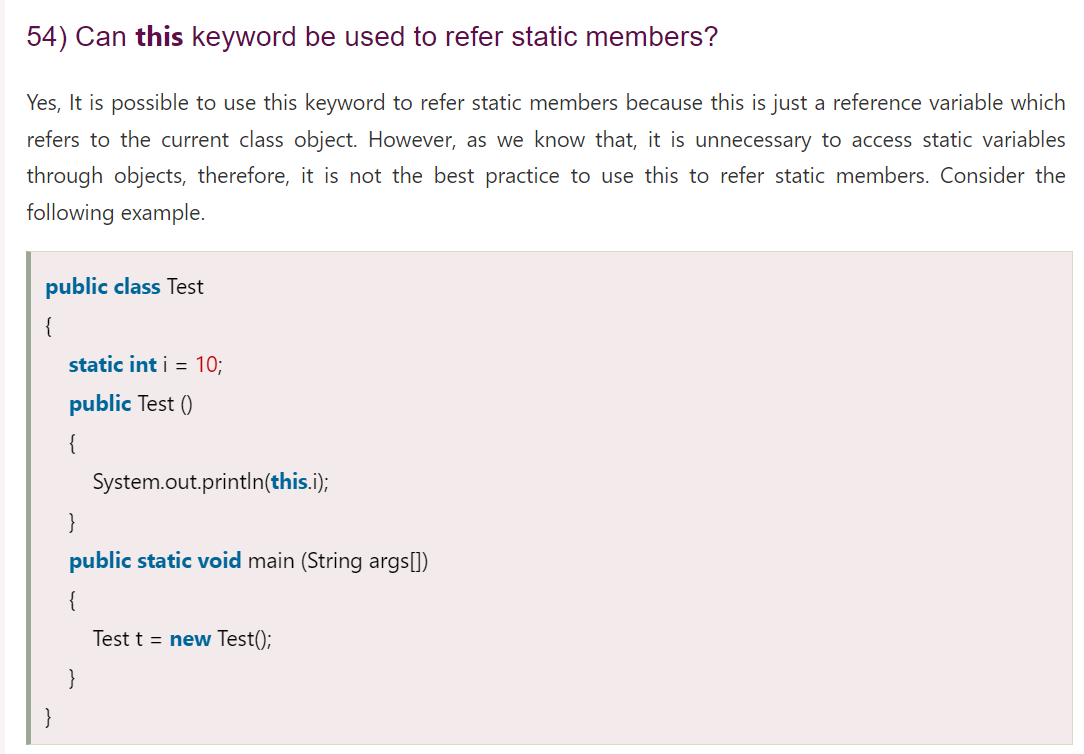 54) Can this keyword be used to refer static members?
Yes, It is possible to use this keyword to refer static members because this is just a reference variable which
refers to the current class object. However, as we know that, it is unnecessary to access static variables
through objects, therefore, it is not the best practice to use this to refer static members. Consider the
following example.
public class Test
{
static int i = 10;
public Test ()
{
System.out.println(this.i);
}
public static void main (String args[])
{
Test t = new Test();
}
}